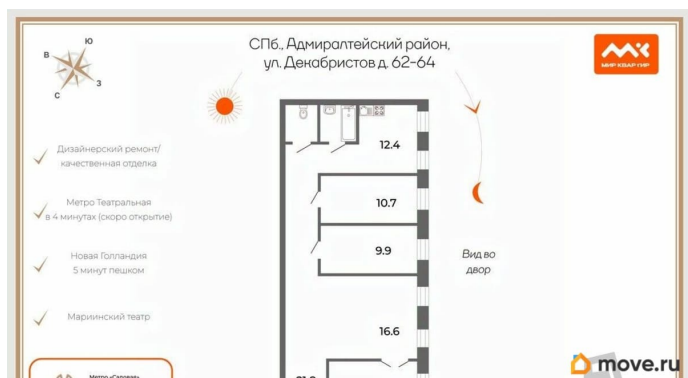 Ю
В
З
С
СПб., Адмиралтейский район,
ул. Декабристов д. 62-64
МИР КВАРТИР
Дизайнерский ремонт/
качественная отделка
Метро Театральная
в 4 минутах (скоро открытие)
Новая Голландия
5 минут пешком
Мариинский театр
12.4
10.7
9.9
16.6
Вид во
двор
Метро «Садовая»
move.ru